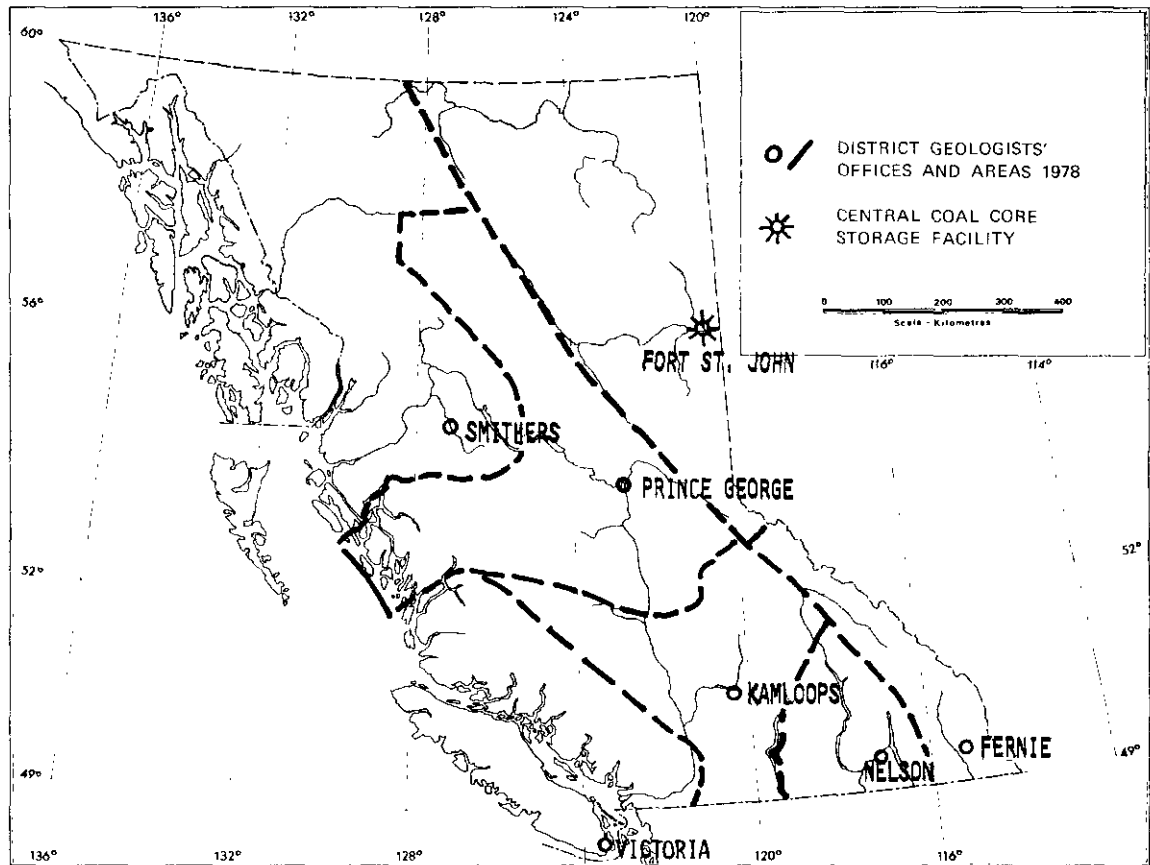 136° 132° 128° 124° 120°
60°
DISTRICT GEOLOGISTS'
OFFICES AND AREAS 1978
CENTRAL COAL CORE
STORAGE FACILITY
0 100 200 300 400
Scale - Kilometres
56°
FORT ST. JOHN
116° 114°
SMITHERS
PRINCE GEORGE
52° 52°
KAMLOOPS
FERNIE
49° 49°
NELSON
VICTORIA
136° 132° 128° 120° 116°